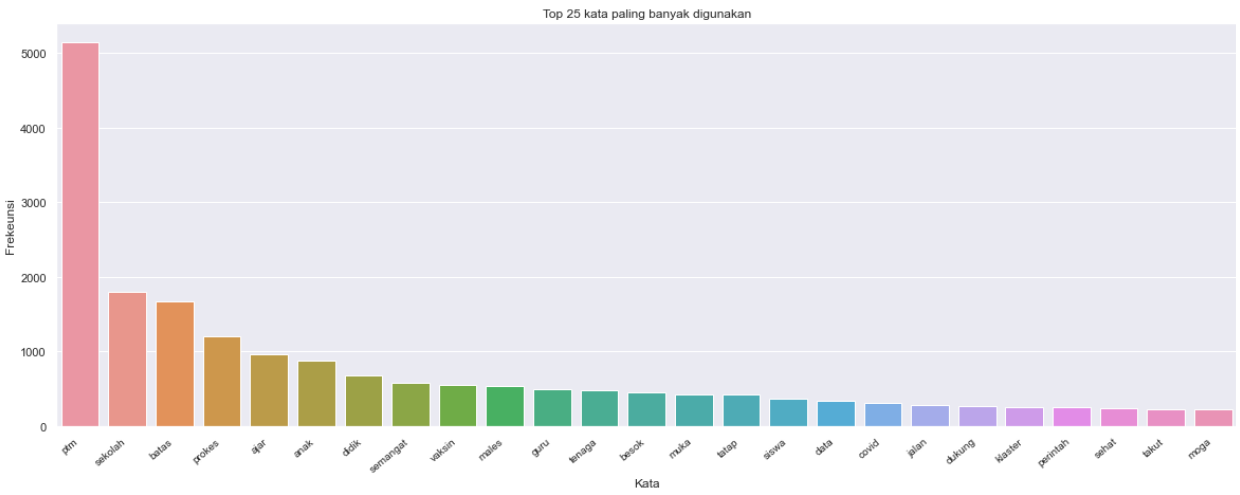 Top 25 kata paling banyak digunakan
Frekeunsi
5000
4000
3000
2000
1000
0
ptm
sekolah
batas
prokes
ajar
anak
didik
semangat
vaksin
males
guru
tenaga
besok
muka
tatap
siswa
data
covid
jalan
dukung
klaster
perintah
sehat
takut
moga
Kata